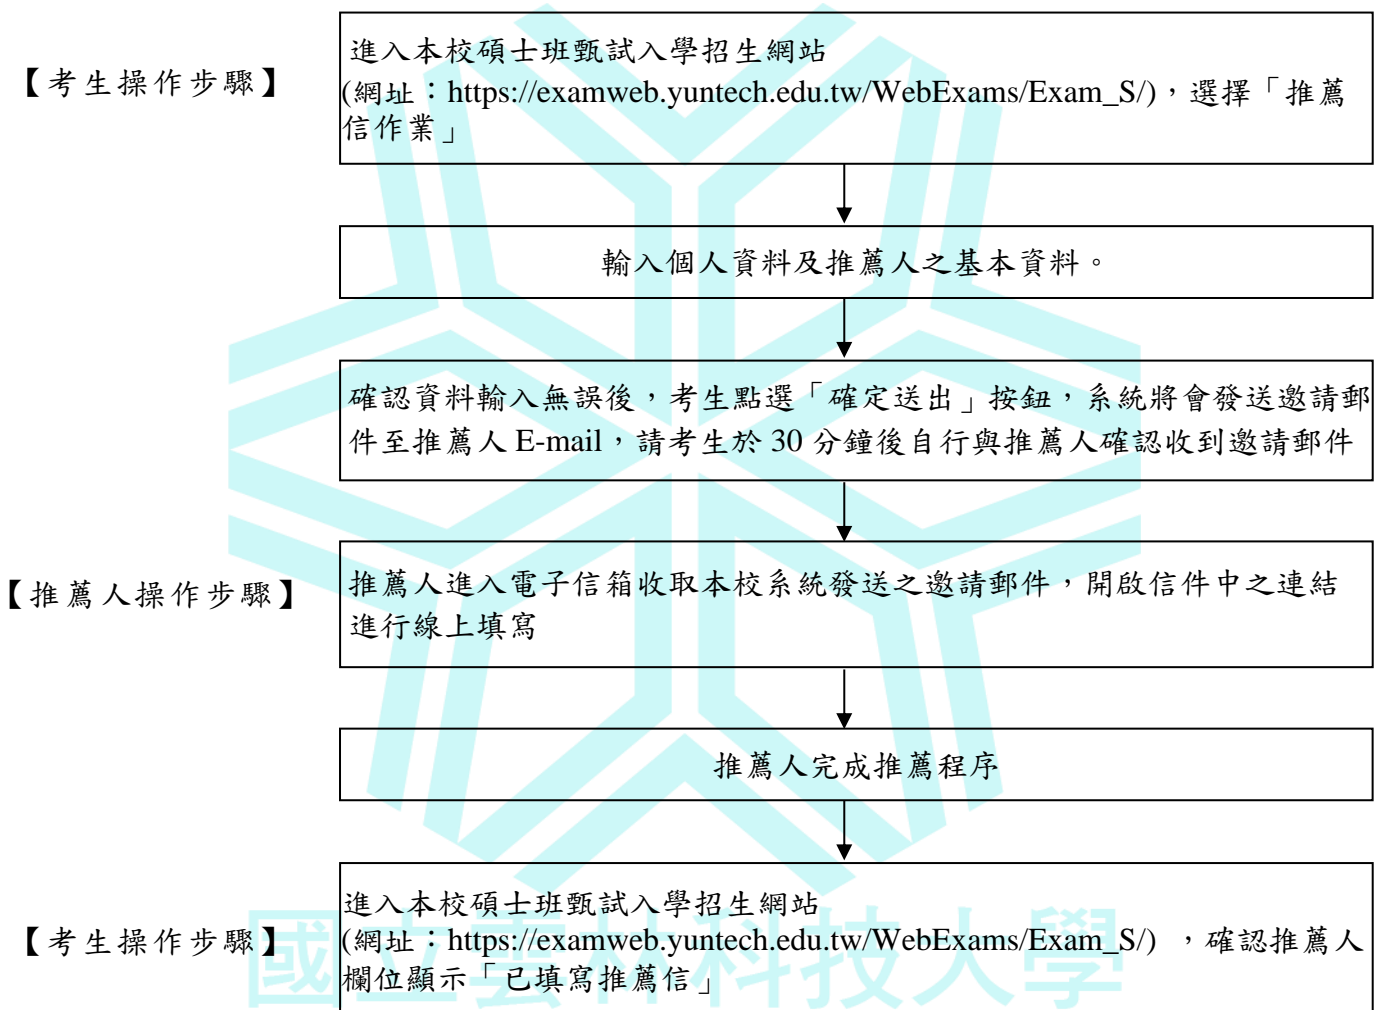 【考生操作步驟】
進入本校碩士班甄試入學招生網站
(網址：https://examweb.yuntech.edu.tw/WebExams/Exam_S/)，選擇「推薦
信作業」
輸入個人資料及推薦人之基本資料。
確認資料輸入無誤後，考生點選「確定送出」按鈕，系統將會發送邀請郵
件至推薦人 E-mail，請考生於 30 分鐘後自行與推薦人確認收到邀請郵件
【推薦人操作步驟】
推薦人進入電子信箱收取本校系統發送之邀請郵件，開啟信件中之連結
進行線上填寫
推薦人完成推薦程序
【考生操作步驟】
進入本校碩士班甄試入學招生網站
(網址：https://examweb.yuntech.edu.tw/WebExams/Exam_S/) ，確認推薦人
欄位顯示「已填寫推薦信」
國立雲林科技大學